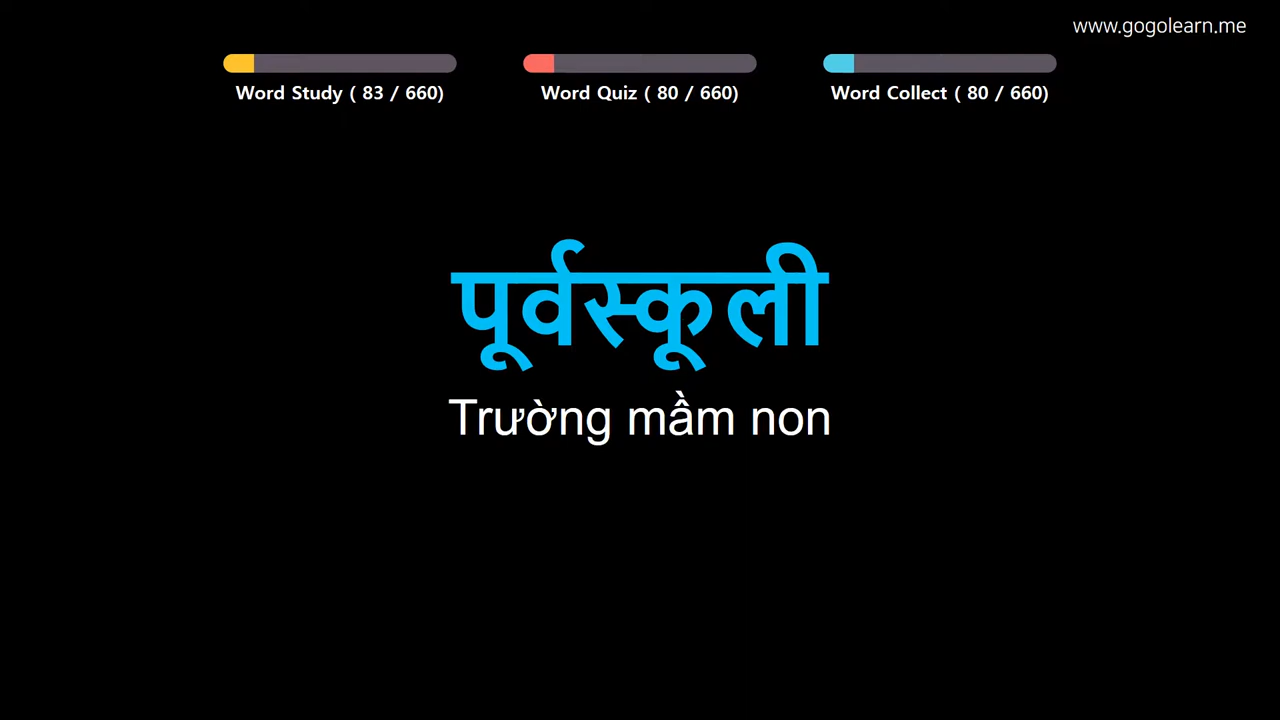 www.gogolearn.me
Word Study ( 83 / 660)
Word Quiz ( 80 / 660)
Word Collect ( 80 / 660)
पूर्वस्कूली
Trường mầm non